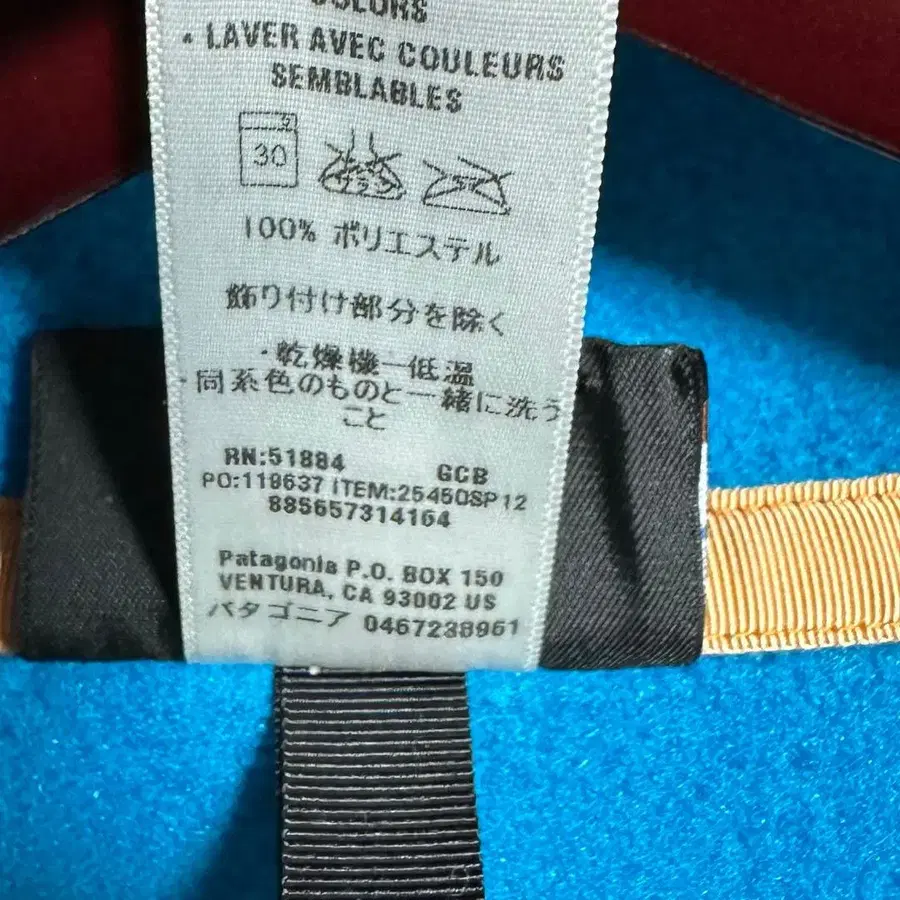 COLORS
• LAVER AVEC COULEURS
SEMBLABLES
30
100% ポリエステル
飾り付け部分を除く
・乾燥機ー低温
・同系色のものと一緒に洗う
こと
RN:51884 GCB
PO:118637 ITEM:25450SP12
885657314164
Patagonia P.O. BOX 150
VENTURA, CA 93002 US
パタゴニア 0467238961